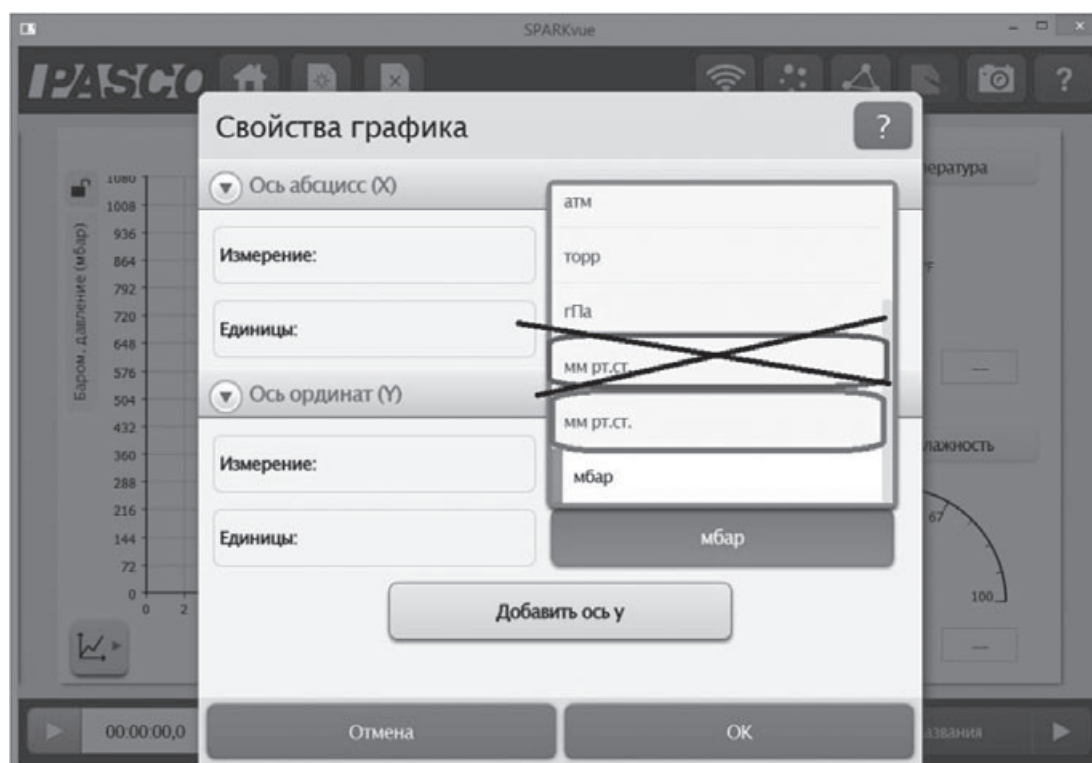 SPARKvue
PASCO
?
Свойства графика
?
Ось абсцисс (X)
ература
1080
1008
936
864
792
720
648
576
504
432
360
288
216
144
72
0
0 2
Баром. давление (мбар)
Измерение:
Единицы:
атм
торр
гПа
мм рт.ст.
мм рт.ст.
мбар
°F
---
Ось ординат (Y)
лажность
Измерение:
67
100
Единицы:
мбар
Добавить ось y
---
00:00:00,0
Отмена
OK
азвания